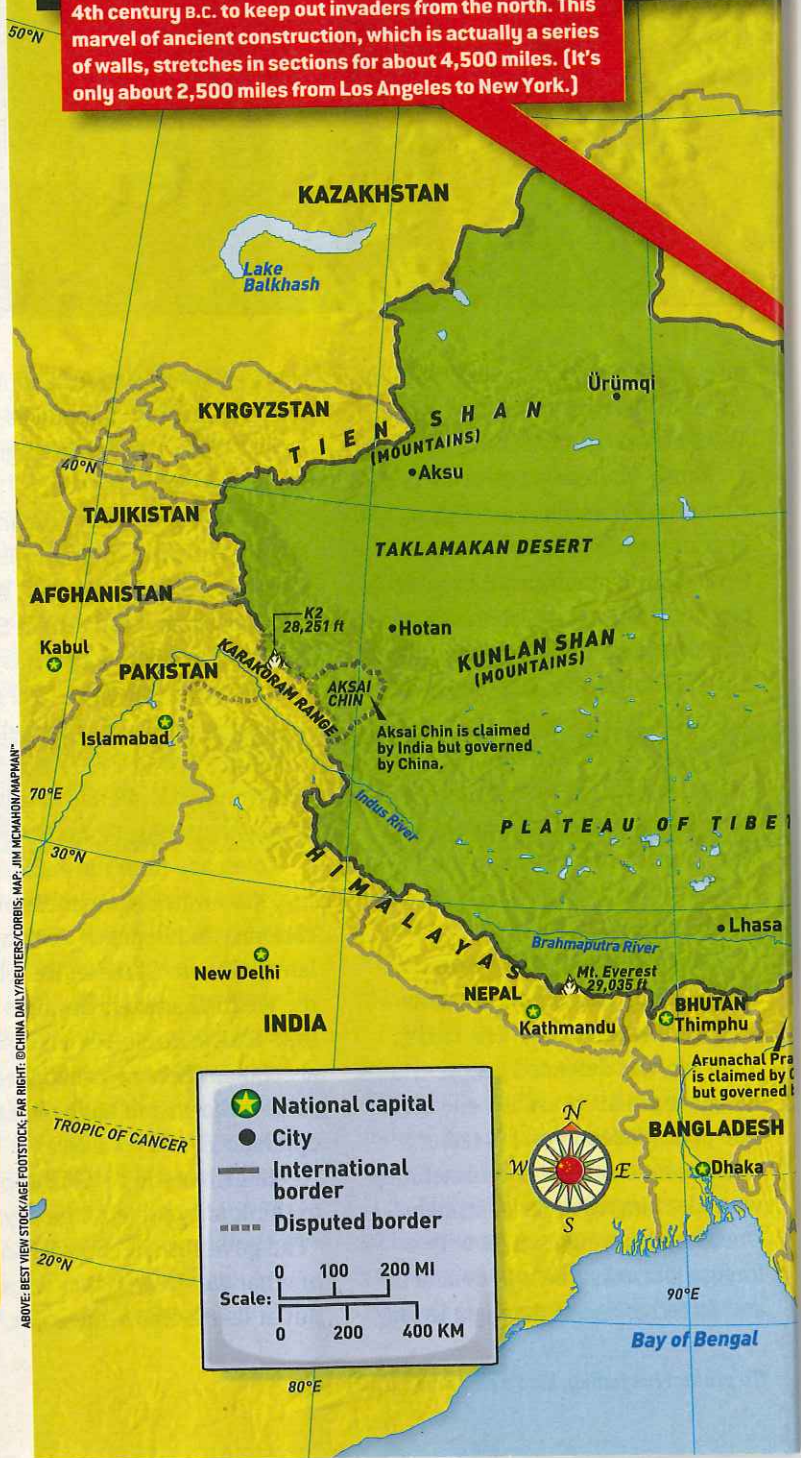 4th century B.C. to keep out invaders from the north. This
marvel of ancient construction, which is actually a series
of walls, stretches in sections for about 4,500 miles. (It's
only about 2,500 miles from Los Angeles to New York.)
50°N
KAZAKHSTAN
Lake
Balkhash
Ürümqi
KYRGYZSTAN
TIEN SHAN
(MOUNTAINS)
40°N
Aksu
TAJIKISTAN
TAKLAMAKAN DESERT
AFGHANISTAN
K2
28,251 ft
Hotan
Kabul
KUNLAN SHAN
(MOUNTAINS)
PAKISTAN
KARAKORAM RANGE
AKSAI
CHIN
Islamabad
Aksai Chin is claimed
by India but governed
by China.
70°E
Indus River
PLATEAU OF TIBET
30°N
HIMALAYAS
Lhasa
Brahmaputra River
New Delhi
Mt. Everest
29,035 ft
NEPAL
BHUTAN
INDIA
Kathmandu
Thimphu
Arunachal Pra
is claimed by C
but governed b
National capital
City
International
border
Disputed border
Scale:
0 100 200 MI
0 200 400 KM
TROPIC OF CANCER
N
W E
S
BANGLADESH
Dhaka
20°N
90°E
Bay of Bengal
80°E
ABOVE: BEST VIEW STOCK/AGE FOOTSTOCK; FAR RIGHT: ©CHINA DAILY/REUTERS/CORBIS; MAP: JIM MCMAHON/MAPMAN™